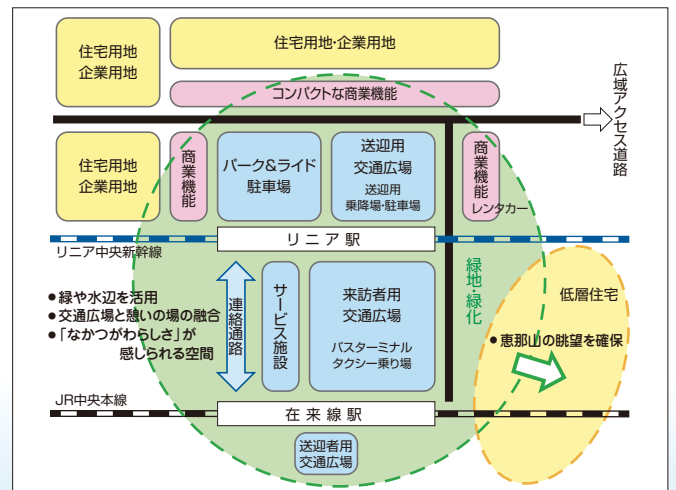 住宅用地
企業用地
住宅用地・企業用地
コンパクトな商業機能
広域アクセス道路
住宅用地
企業用地
商業機能
パーク&ライド
駐車場
送迎用
交通広場
送迎用
乗降場・駐車場
商業機能
レンタカー
リニア駅
リニア中央新幹線
●緑や水辺を活用
●交通広場と憩いの場の融合
●「なかつがわらしさ」が
感じられる空間
連絡通路
サービス施設
来訪者用
交通広場
バスターミナル
タクシー乗り場
緑地・緑化
低層住宅
●恵那山の眺望を確保
JR中央本線
在来線駅
送迎者用
交通広場